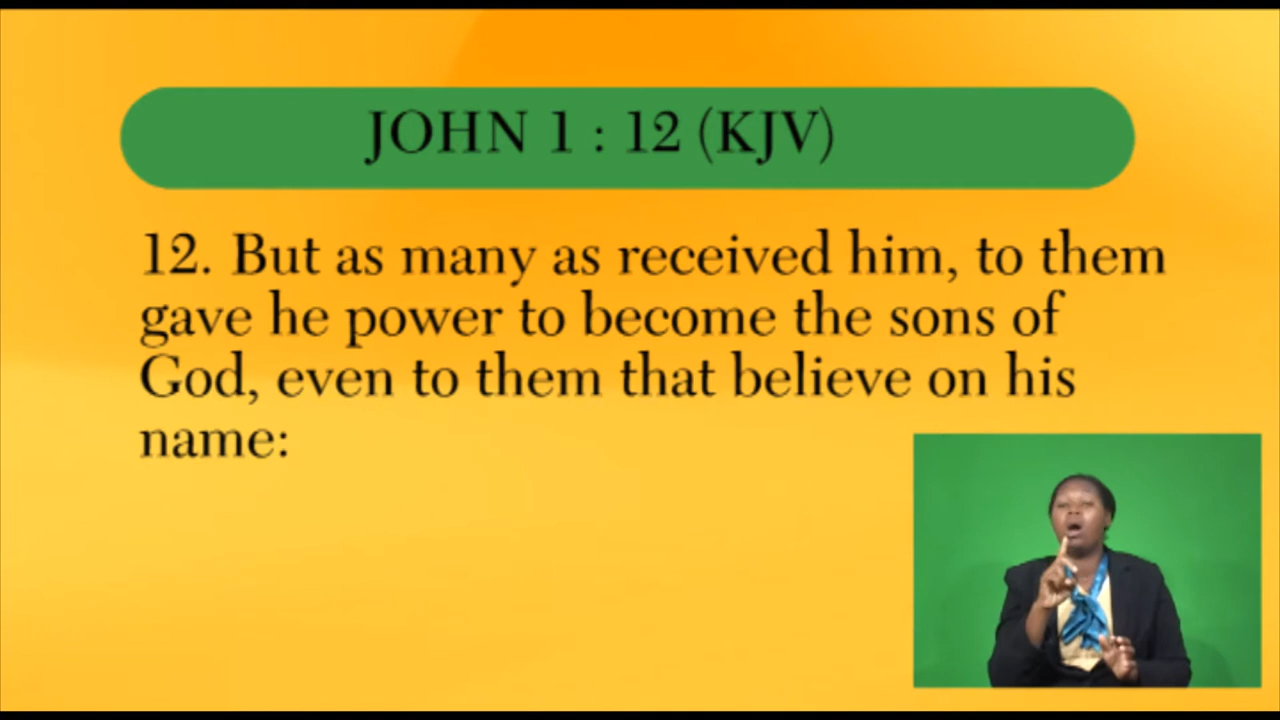 JOHN 1 : 12 (KJV)
12. But as many as received him, to them
gave he power to become the sons of
God, even to them that believe on his
name: